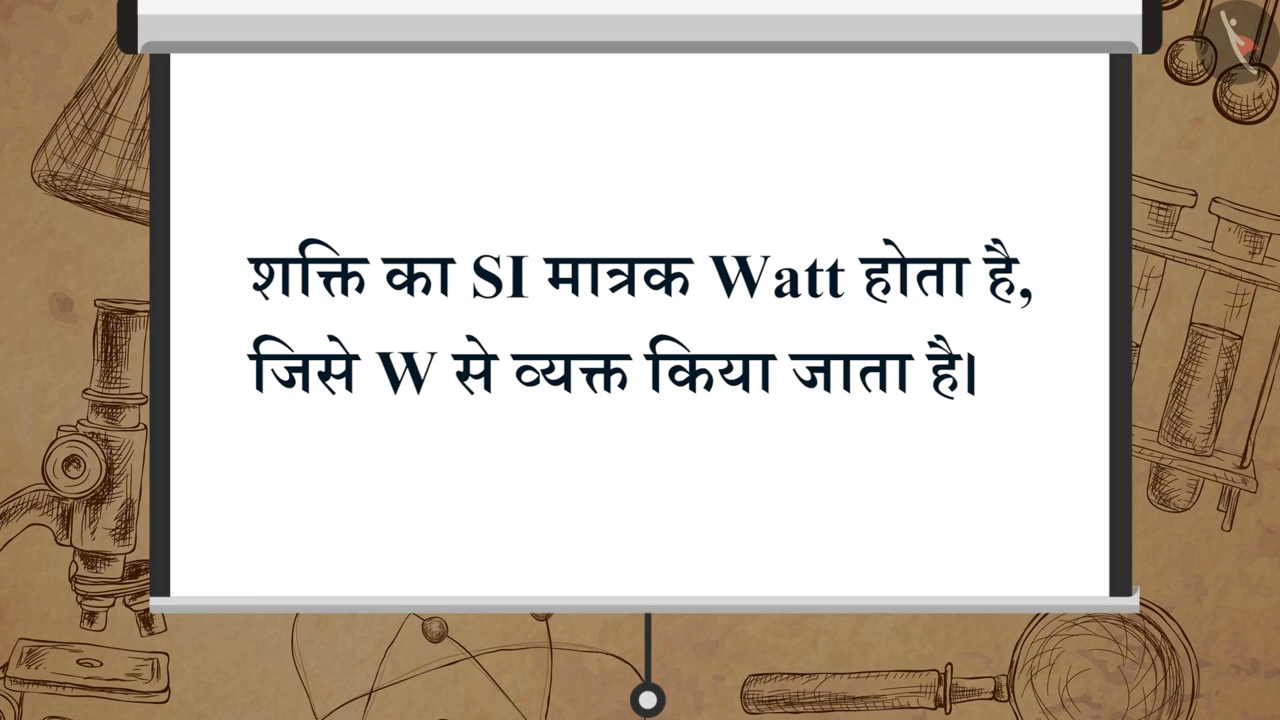 शक्ति का SI मात्रक Watt होता है,
जिसे W से व्यक्त किया जाता है।